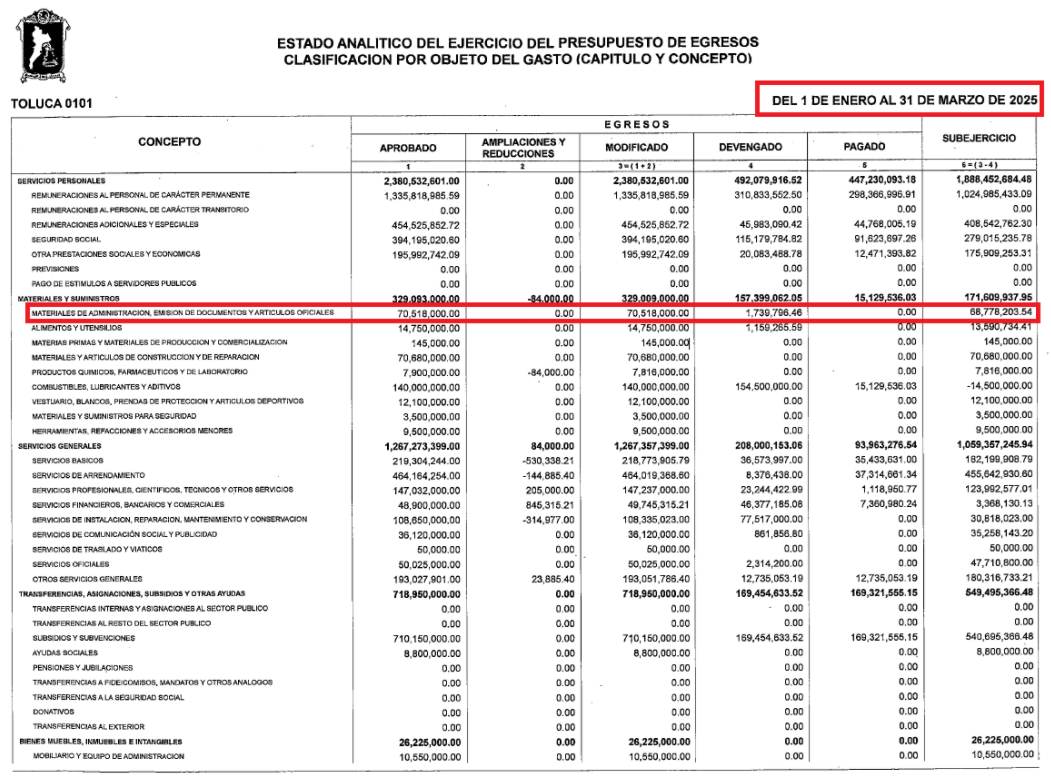 ESTADO ANALITICO DEL EJERCICIO DEL PRESUPUESTO DE EGRESOS
CLASIFICACION POR OBJETO DEL GASTO (CAPITULO Y CONCEPTO)
TOLUCA 0101
DEL 1 DE ENERO AL 31 DE MARZO DE 2025
EGRESOS
CONCEPTO APROBADO AMPLIACIONES Y REDUCCIONES MODIFICADO DEVENGADO PAGADO SUBEJERCICIO
1 2 3=(1+2) 4 5 6=(3-4)
SERVICIOS PERSONALES 2,380,532,601.00 0.00 2,380,532,601.00 492,079,916.52 447,230,093.18 1,888,452,684.48
REMUNERACIONES AL PERSONAL DE CARÁCTER PERMANENTE 1,335,818,985.59 0.00 1,335,818,985.59 310,833,552.50 298,366,996.91 1,024,985,433.09
REMUNERACIONES AL PERSONAL DE CARÁCTER TRANSITORIO 0.00 0.00 0.00 0.00 0.00 0.00
REMUNERACIONES ADICIONALES Y ESPECIALES 454,525,852.72 0.00 454,525,852.72 45,983,090.42 44,768,005.19 408,542,762.30
SEGURIDAD SOCIAL 394,195,020.60 0.00 394,195,020.60 115,179,784.82 91,623,697.26 279,015,235.78
OTRA PRESTACIONES SOCIALES Y ECONOMICAS 195,992,742.09 0.00 195,992,742.09 20,083,488.78 12,471,393.82 175,909,253.31
PREVISIONES 0.00 0.00 0.00 0.00 0.00 0.00
PAGO DE ESTIMULOS A SERVIDORES PUBLICOS 0.00 0.00 0.00 0.00 0.00 0.00
MATERIALES Y SUMINISTROS 329,093,000.00 -84,000.00 329,009,000.00 157,399,062.05 15,129,536.03 171,609,937.95
MATERIALES DE ADMINISTRACION, EMISION DE DOCUMENTOS Y ARTICULOS OFICIALES 70,518,000.00 0.00 70,518,000.00 1,739,796.46 0.00 68,778,203.54
ALIMENTOS Y UTENSILIOS 14,750,000.00 0.00 14,750,000.00 1,159,265.59 0.00 13,590,734.41
MATERIAS PRIMAS Y MATERIALES DE PRODUCCION Y COMERCIALIZACION 145,000.00 0.00 145,000.00 0.00 0.00 145,000.00
MATERIALES Y ARTICULOS DE CONSTRUCCION Y DE REPARACION 70,680,000.00 0.00 70,680,000.00 0.00 0.00 70,680,000.00
PRODUCTOS QUIMICOS, FARMACEUTICOS Y DE LABORATORIO 7,900,000.00 -84,000.00 7,816,000.00 0.00 0.00 7,816,000.00
COMBUSTIBLES, LUBRICANTES Y ADITIVOS 140,000,000.00 0.00 140,000,000.00 154,500,000.00 15,129,536.03 -14,500,000.00
VESTUARIO, BLANCOS, PRENDAS DE PROTECCION Y ARTICULOS DEPORTIVOS 12,100,000.00 0.00 12,100,000.00 0.00 0.00 12,100,000.00
MATERIALES Y SUMINISTROS PARA SEGURIDAD 3,500,000.00 0.00 3,500,000.00 0.00 0.00 3,500,000.00
HERRAMIENTAS, REFACCIONES Y ACCESORIOS MENORES 9,500,000.00 0.00 9,500,000.00 0.00 0.00 9,500,000.00
SERVICIOS GENERALES 1,267,273,399.00 84,000.00 1,267,357,399.00 208,000,153.06 93,963,276.54 1,059,357,245.94
SERVICIOS BASICOS 219,304,244.00 -530,338.21 218,773,905.79 36,573,997.00 35,433,631.00 182,199,908.79
SERVICIOS DE ARRENDAMIENTO 464,164,254.00 -144,885.40 464,019,368.60 8,376,438.00 37,314,661.34 455,642,930.60
SERVICIOS PROFESIONALES, CIENTIFICOS, TECNICOS Y OTROS SERVICIOS 147,032,000.00 205,000.00 147,237,000.00 23,244,422.99 1,118,950.77 123,992,577.01
SERVICIOS FINANCIEROS, BANCARIOS Y COMERCIALES 48,900,000.00 845,315.21 49,745,315.21 46,377,185.08 7,360,980.24 3,368,130.13
SERVICIOS DE INSTALACION, REPARACION, MANTENIMIENTO Y CONSERVACION 108,650,000.00 -314,977.00 108,335,023.00 77,517,000.00 0.00 30,818,023.00
SERVICIOS DE COMUNICACIÓN SOCIAL Y PUBLICIDAD 36,120,000.00 0.00 36,120,000.00 861,856.80 0.00 35,258,143.20
SERVICIOS DE TRASLADO Y VIATICOS 50,000.00 0.00 50,000.00 0.00 0.00 50,000.00
SERVICIOS OFICIALES 50,025,000.00 0.00 50,025,000.00 2,314,200.00 0.00 47,710,800.00
OTROS SERVICIOS GENERALES 193,027,901.00 23,885.40 193,051,786.40 12,735,053.19 12,735,053.19 180,316,733.21
TRANSFERENCIAS, ASIGNACIONES, SUBSIDIOS Y OTRAS AYUDAS 718,950,000.00 0.00 718,950,000.00 169,454,633.52 169,321,555.15 549,495,366.48
TRANSFERENCIAS INTERNAS Y ASIGNACIONES AL SECTOR PUBLICO 0.00 0.00 0.00 0.00 0.00 0.00
TRANSFERENCIAS AL RESTO DEL SECTOR PUBLICO 0.00 0.00 0.00 0.00 0.00 0.00
SUBSIDIOS Y SUBVENCIONES 710,150,000.00 0.00 710,150,000.00 169,454,633.52 169,321,555.15 540,695,366.48
AYUDAS SOCIALES 8,800,000.00 0.00 8,800,000.00 0.00 0.00 8,800,000.00
PENSIONES Y JUBILACIONES 0.00 0.00 0.00 0.00 0.00 0.00
TRANSFERENCIAS A FIDEICOMISOS, MANDATOS Y OTROS ANALOGOS 0.00 0.00 0.00 0.00 0.00 0.00
TRANSFERENCIAS A LA SEGURIDAD SOCIAL 0.00 0.00 0.00 0.00 0.00 0.00
DONATIVOS 0.00 0.00 0.00 0.00 0.00 0.00
TRANSFERENCIAS AL EXTERIOR 0.00 0.00 0.00 0.00 0.00 0.00
BIENES MUEBLES, INMUEBLES E INTANGIBLES 26,225,000.00 0.00 26,225,000.00 0.00 0.00 26,225,000.00
MOBILIARIO Y EQUIPO DE ADMINISTRACION 10,550,000.00 0.00 10,550,000.00 0.00 0.00 10,550,000.00